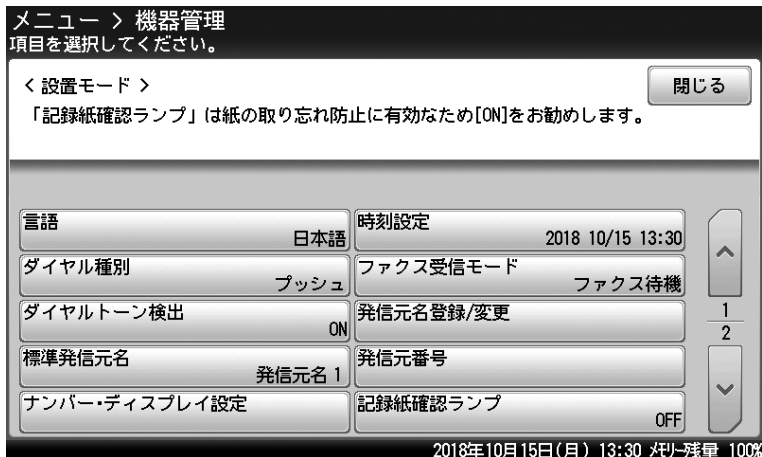 メニュー > 機器管理
項目を選択してください。
< 設置モード >
閉じる
「記録紙確認ランプ」は紙の取り忘れ防止に有効なため[ON]をお勧めします。
言語
日本語
時刻設定
2018 10/15 13:30
ダイヤル種別
プッシュ
ファクス受信モード
ファクス待機
ダイヤルトーン検出
ON
発信元名登録/変更
標準発信元名
発信元名 1
発信元番号
ナンバー・ディスプレイ設定
記録紙確認ランプ
OFF
1
2
2018年10月15日(月) 13:30 メモリー残量 100%